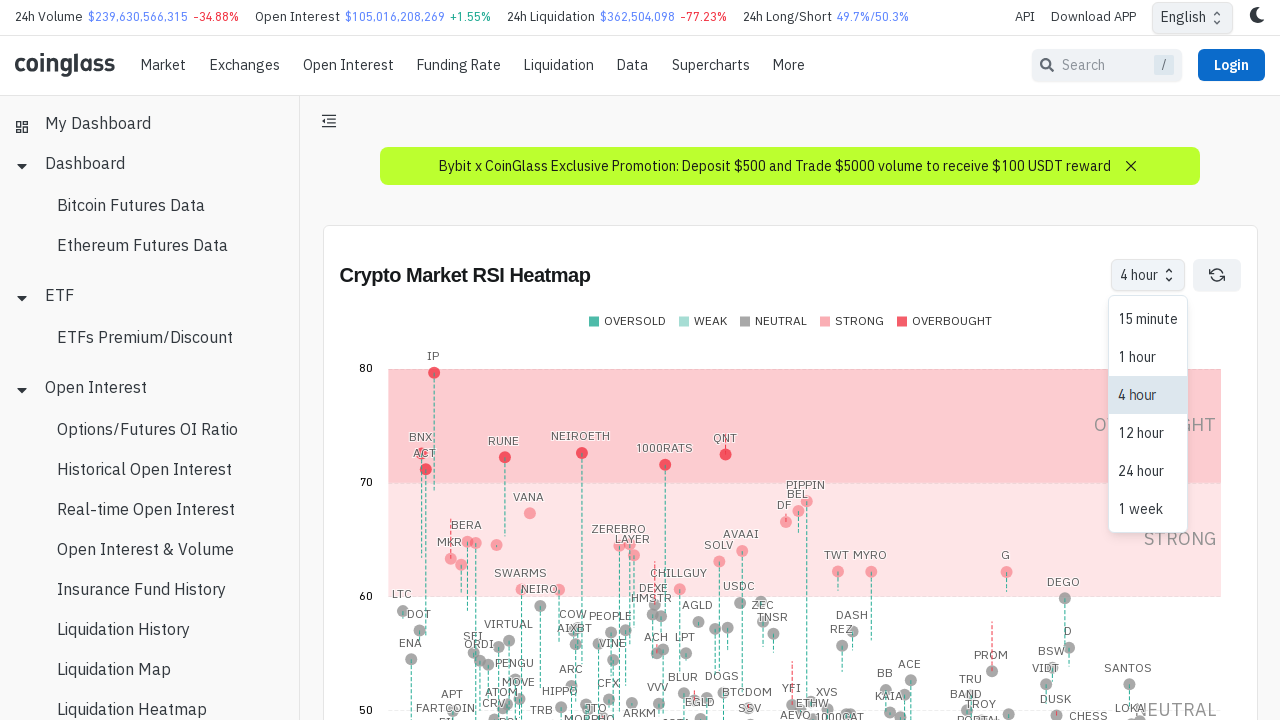 24h Volume $239,630,566,315 -34.88% Open Interest $105,016,208,269 +1.55% 24h Liquidation $362,504,098 -77.23% 24h Long/Short 49.7%/50.3% API Download APP English
coinglass Market Exchanges Open Interest Funding Rate Liquidation Data Supercharts More Search / Login
My Dashboard
Dashboard
Bitcoin Futures Data
Ethereum Futures Data
ETF
ETFs Premium/Discount
Open Interest
Options/Futures OI Ratio
Historical Open Interest
Real-time Open Interest
Open Interest & Volume
Insurance Fund History
Liquidation History
Liquidation Map
Liquidation Heatmap
Bybit x CoinGlass Exclusive Promotion: Deposit $500 and Trade $5000 volume to receive $100 USDT reward
Crypto Market RSI Heatmap
4 hour
15 minute
1 hour
4 hour
12 hour
24 hour
1 week
OVERSOLD WEAK NEUTRAL STRONG OVERBOUGHT
80
IP
BNX RUNE NEIROETH QNT
ACT 1000RATS
70
PIPPIN
VANA BEL
DF
BERA ZEREBRO AVAAI
MKR LAYER SOLV
TWT MYRO G
STRONG
SWARMS CHILLGUY
NEIRO DEXE USDC DEGO
60
LTC HMSTR
DOT COW PEOPLE AGLD ZEC
VIRTUAL AIXBT TNSR DASH
ENA ORDI VINE ACH LPT REZ D
PENGU ARC BLUR DOGS BB ACE VIDT BSW PROM SANTOS
MOVE CFX VVV YFI TRU
APT ATOM HIPPO BTCDOM XVS KAIA BAND DUSK
FARTCOIN CRV TRB JTO ARKM EGLD SSV ETHW TROY LOKA
50
AEVO 1000CAT CHESS NEUTRAL